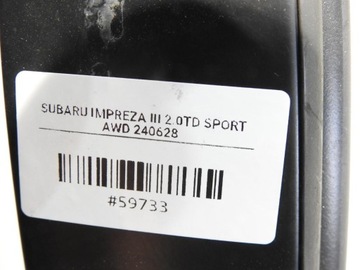 SUBARU IMPREZA III 2.0TD SPORT
AWD 240628
#59733